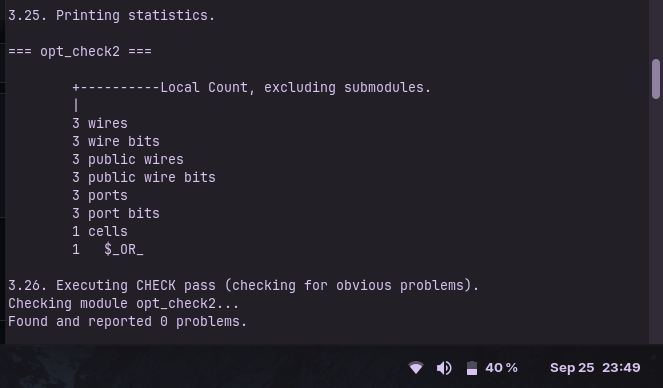 3.25. Printing statistics.
=== opt_check2 ===
+----------Local Count, excluding submodules.
|
3 wires
3 wire bits
3 public wires
3 public wire bits
3 ports
3 port bits
1 cells
1   $_OR_
3.26. Executing CHECK pass (checking for obvious problems).
Checking module opt_check2...
Found and reported 0 problems.
40 % Sep 25 23:49